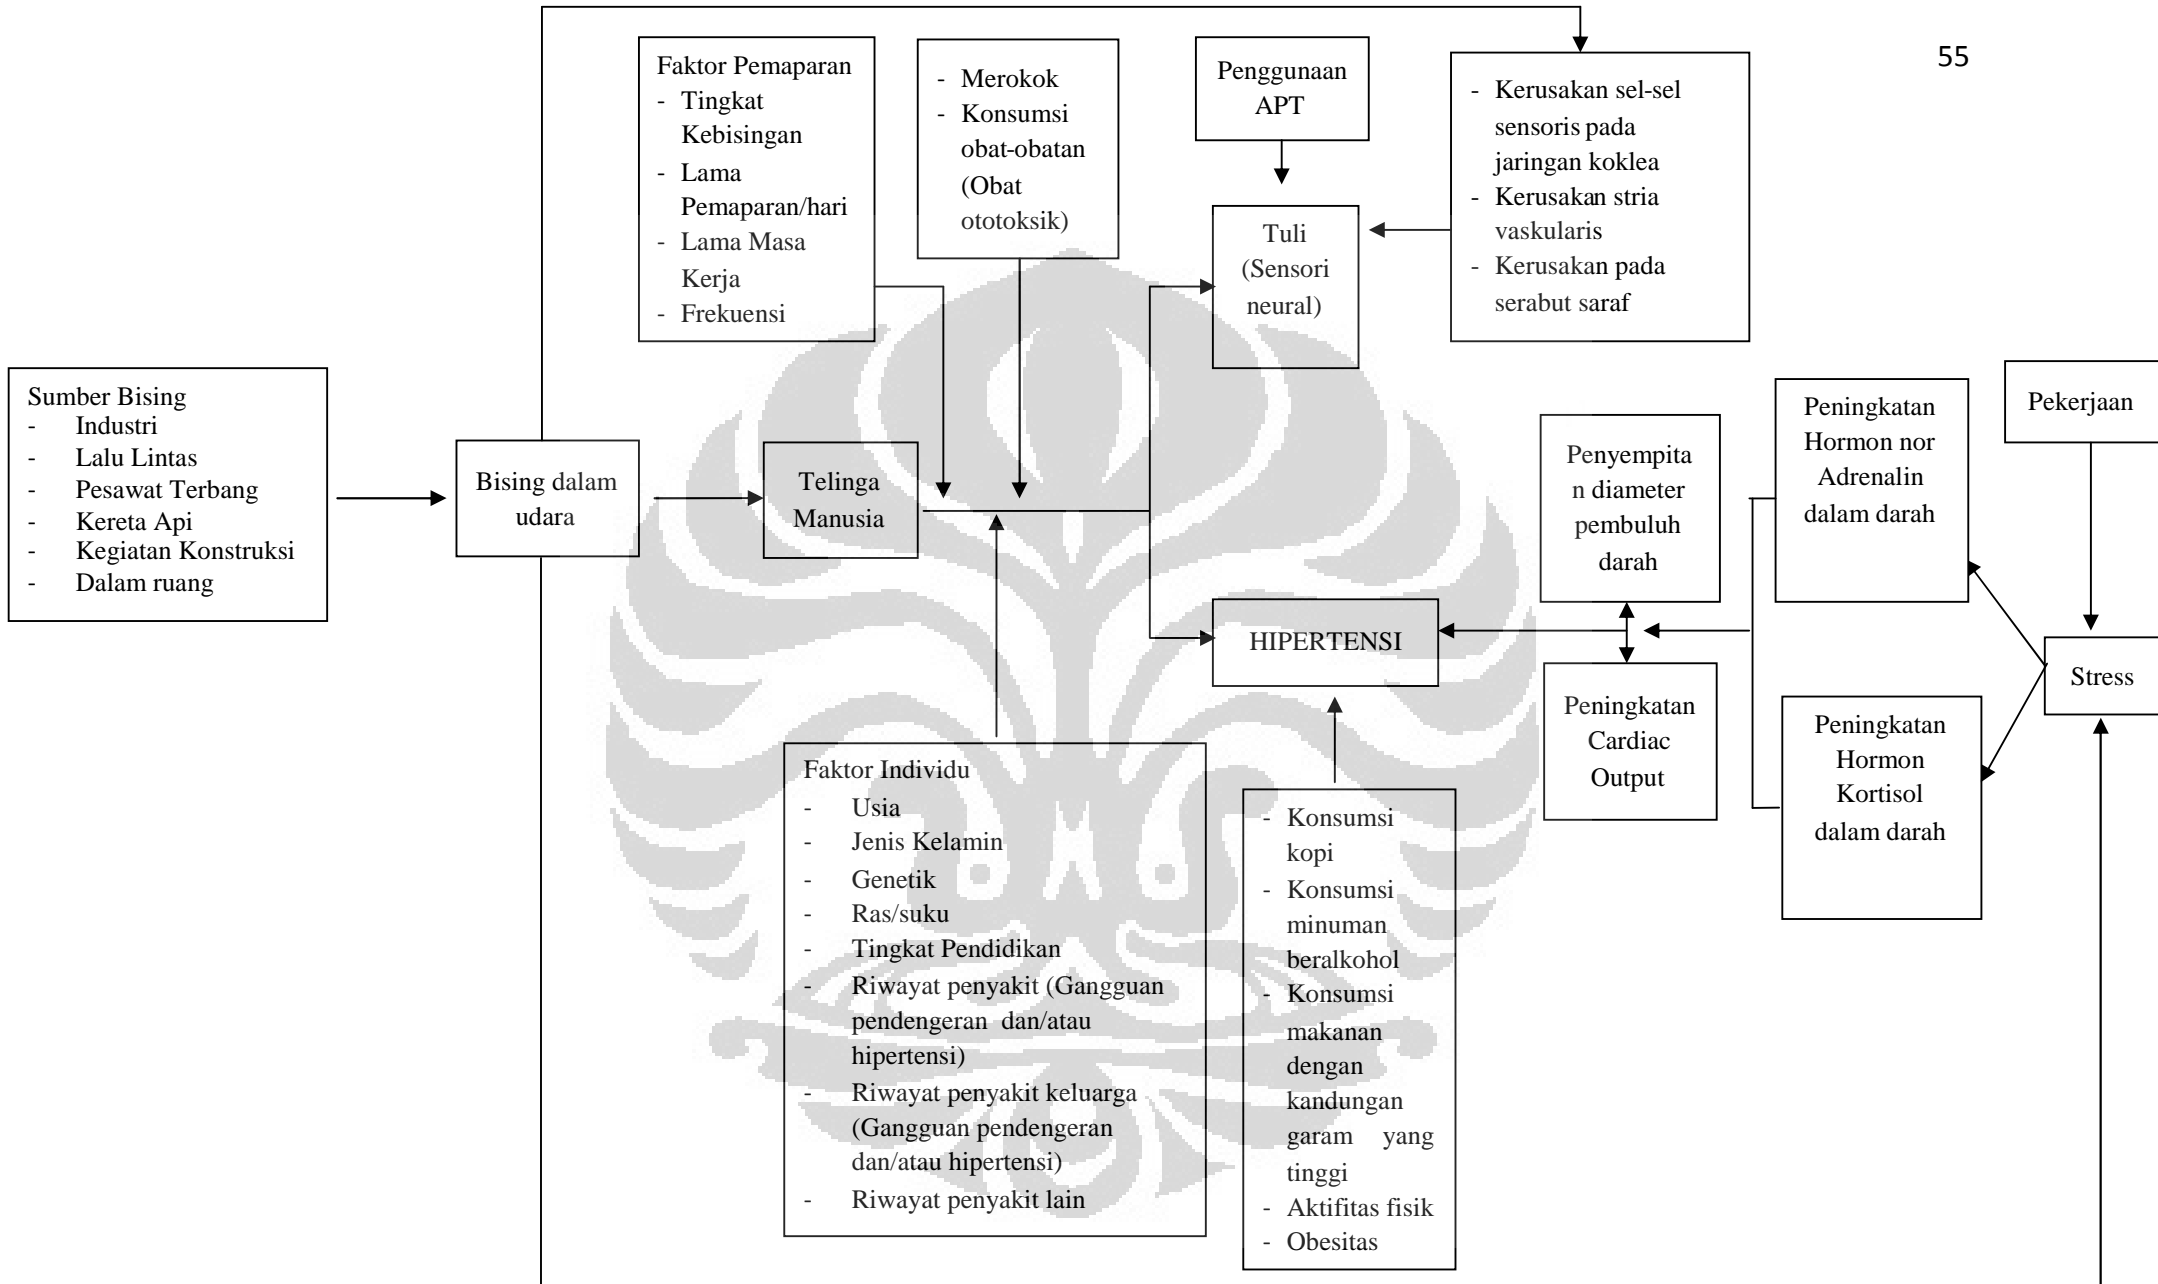 55
Faktor Pemaparan
- Tingkat
Kebisingan
- Lama
Pemaparan/hari
- Lama Masa
Kerja
- Frekuensi
- Merokok
- Konsumsi
obat-obatan
(Obat
ototoksik)
Penggunaan
APT
- Kerusakan sel-sel
sensoris pada
jaringan koklea
- Kerusakan stria
vaskularis
- Kerusakan pada
serabut saraf
Tuli
(Sensori
neural)
Sumber Bising
- Industri
- Lalu Lintas
- Pesawat Terbang
- Kereta Api
- Kegiatan Konstruksi
- Dalam ruang
Bising dalam
udara
Telinga
Manusia
Penyempita
n diameter
pembuluh
darah
Peningkatan
Hormon nor
Adrenalin
dalam darah
Pekerjaan
HIPERTENSI
Stress
Peningkatan
Cardiac
Output
Peningkatan
Hormon
Kortisol
dalam darah
Faktor Individu
- Usia
- Jenis Kelamin
- Genetik
- Ras/suku
- Tingkat Pendidikan
- Riwayat penyakit (Gangguan
pendengeran dan/atau
hipertensi)
- Riwayat penyakit keluarga
(Gangguan pendengeran
dan/atau hipertensi)
- Riwayat penyakit lain
- Konsumsi
kopi
- Konsumsi
minuman
beralkohol
- Konsumsi
makanan
dengan
kandungan
garam yang
tinggi
- Aktifitas fisik
- Obesitas